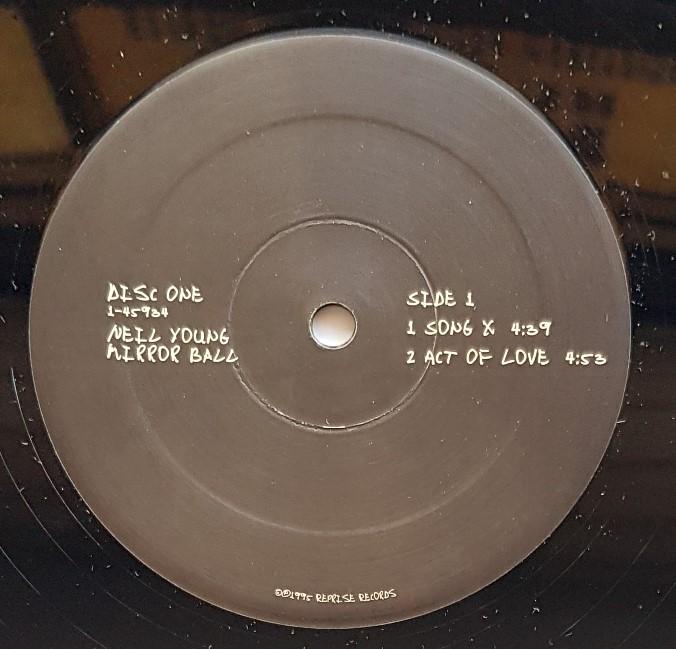 DISC ONE
1-45934
NEIL YOUNG
MIRROR BALL
SIDE 1
1 SONG X 4:39
2 ACT OF LOVE 4:53
©℗1995 REPRISE RECORDS